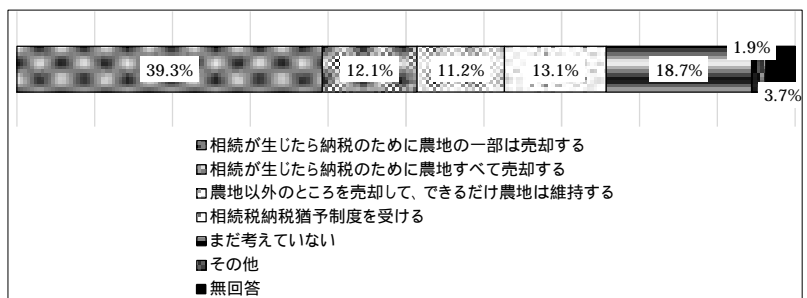 1.9%
39.3% 12.1% 11.2% 13.1% 18.7%
3.7%
相続が生じたら納税のために農地の一部は売却する
相続が生じたら納税のために農地すべて売却する
農地以外のところを売却して、できるだけ農地は維持する
相続税納税猶予制度を受ける
まだ考えていない
その他
無回答